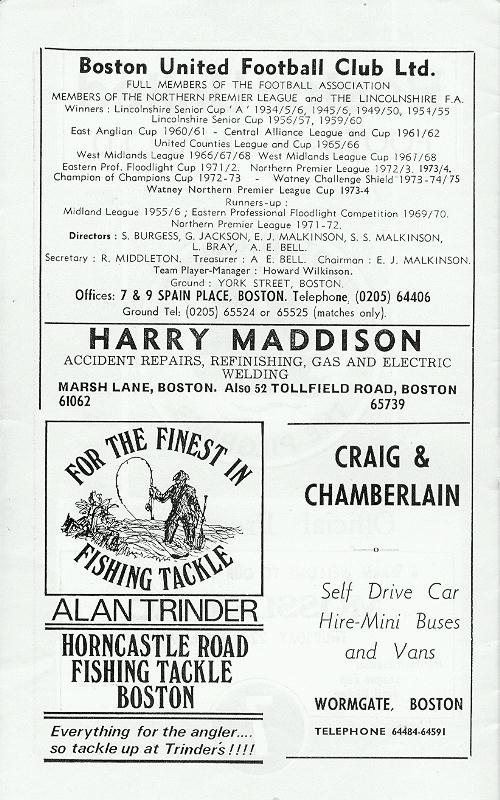 Boston United Football Club Ltd.
FULL MEMBERS OF THE FOOTBALL ASSOCIATION
MEMBERS OF THE NORTHERN PREMIER LEAGUE and THE LINCOLNSHIRE F.A.
Winners : Lincolnshire Senior Cup 'A' 1934/5/6, 1945/6, 1949/50, 1954/55
Lincolnshire Senior Cup 1956/57, 1959/60
East Anglian Cup 1960/61 - Central Alliance League and Cup 1961/62
United Counties League and Cup 1965/66
West Midlands League 1966/67/68 West Midlands League Cup 1967/68
Eastern Prof. Floodlight Cup 1971/2. Northern Premier League 1972/3. 1973/4.
Champion of Champions Cup 1972-73 - Watney Challenge Shield 1973-74/75
Watney Northern Premier League Cup 1973-4
Runners-up :
Midland League 1955/6 ; Eastern Professional Floodlight Competition 1969/70.
Northern Premier League 1971-72.
Directors : S. BURGESS, G. JACKSON, E. J. MALKINSON, S. S. MALKINSON,
L. BRAY, A. E. BELL.
Secretary : R. MIDDLETON. Treasurer : A E. BELL. Chairman : E. J. MALKINSON.
Team Player-Manager : Howard Wilkinson.
Ground : YORK STREET, BOSTON.
Offices: 7 & 9 SPAIN PLACE, BOSTON. Telephone, (0205) 64406
Ground Tel: (0205) 65524 or 65525 (matches only).
HARRY MADDISON
ACCIDENT REPAIRS, REFINISHING, GAS AND ELECTRIC
WELDING
MARSH LANE, BOSTON. Also 52 TOLLFIELD ROAD, BOSTON
61062 65739
FOR THE FINEST IN
FISHING TACKLE
ALAN TRINDER
HORNCASTLE ROAD
FISHING TACKLE
BOSTON
Everything for the angler....
so tackle up at Trinders !!!!
CRAIG &
CHAMBERLAIN
Self Drive Car
Hire-Mini Buses
and Vans
WORMGATE, BOSTON
TELEPHONE 64484-64591